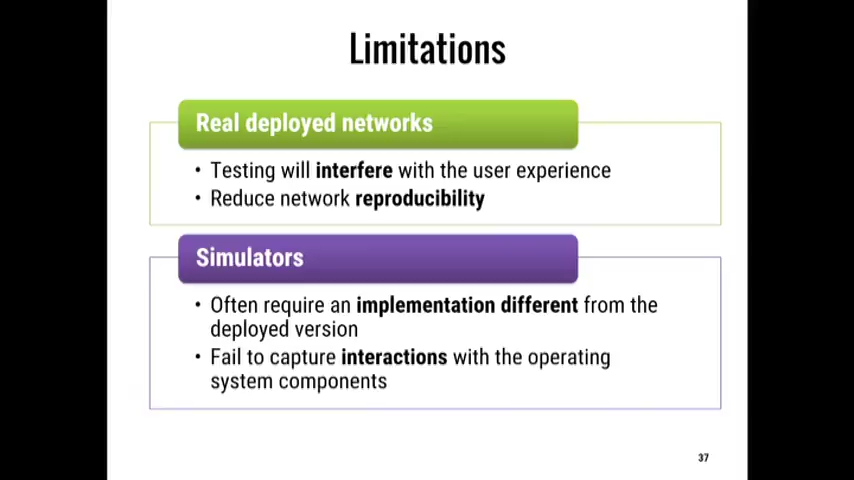 Limitations
Real deployed networks
• Testing will interfere with the user experience
• Reduce network reproducibility
Simulators
• Often require an implementation different from the
deployed version
• Fail to capture interactions with the operating
system components
37